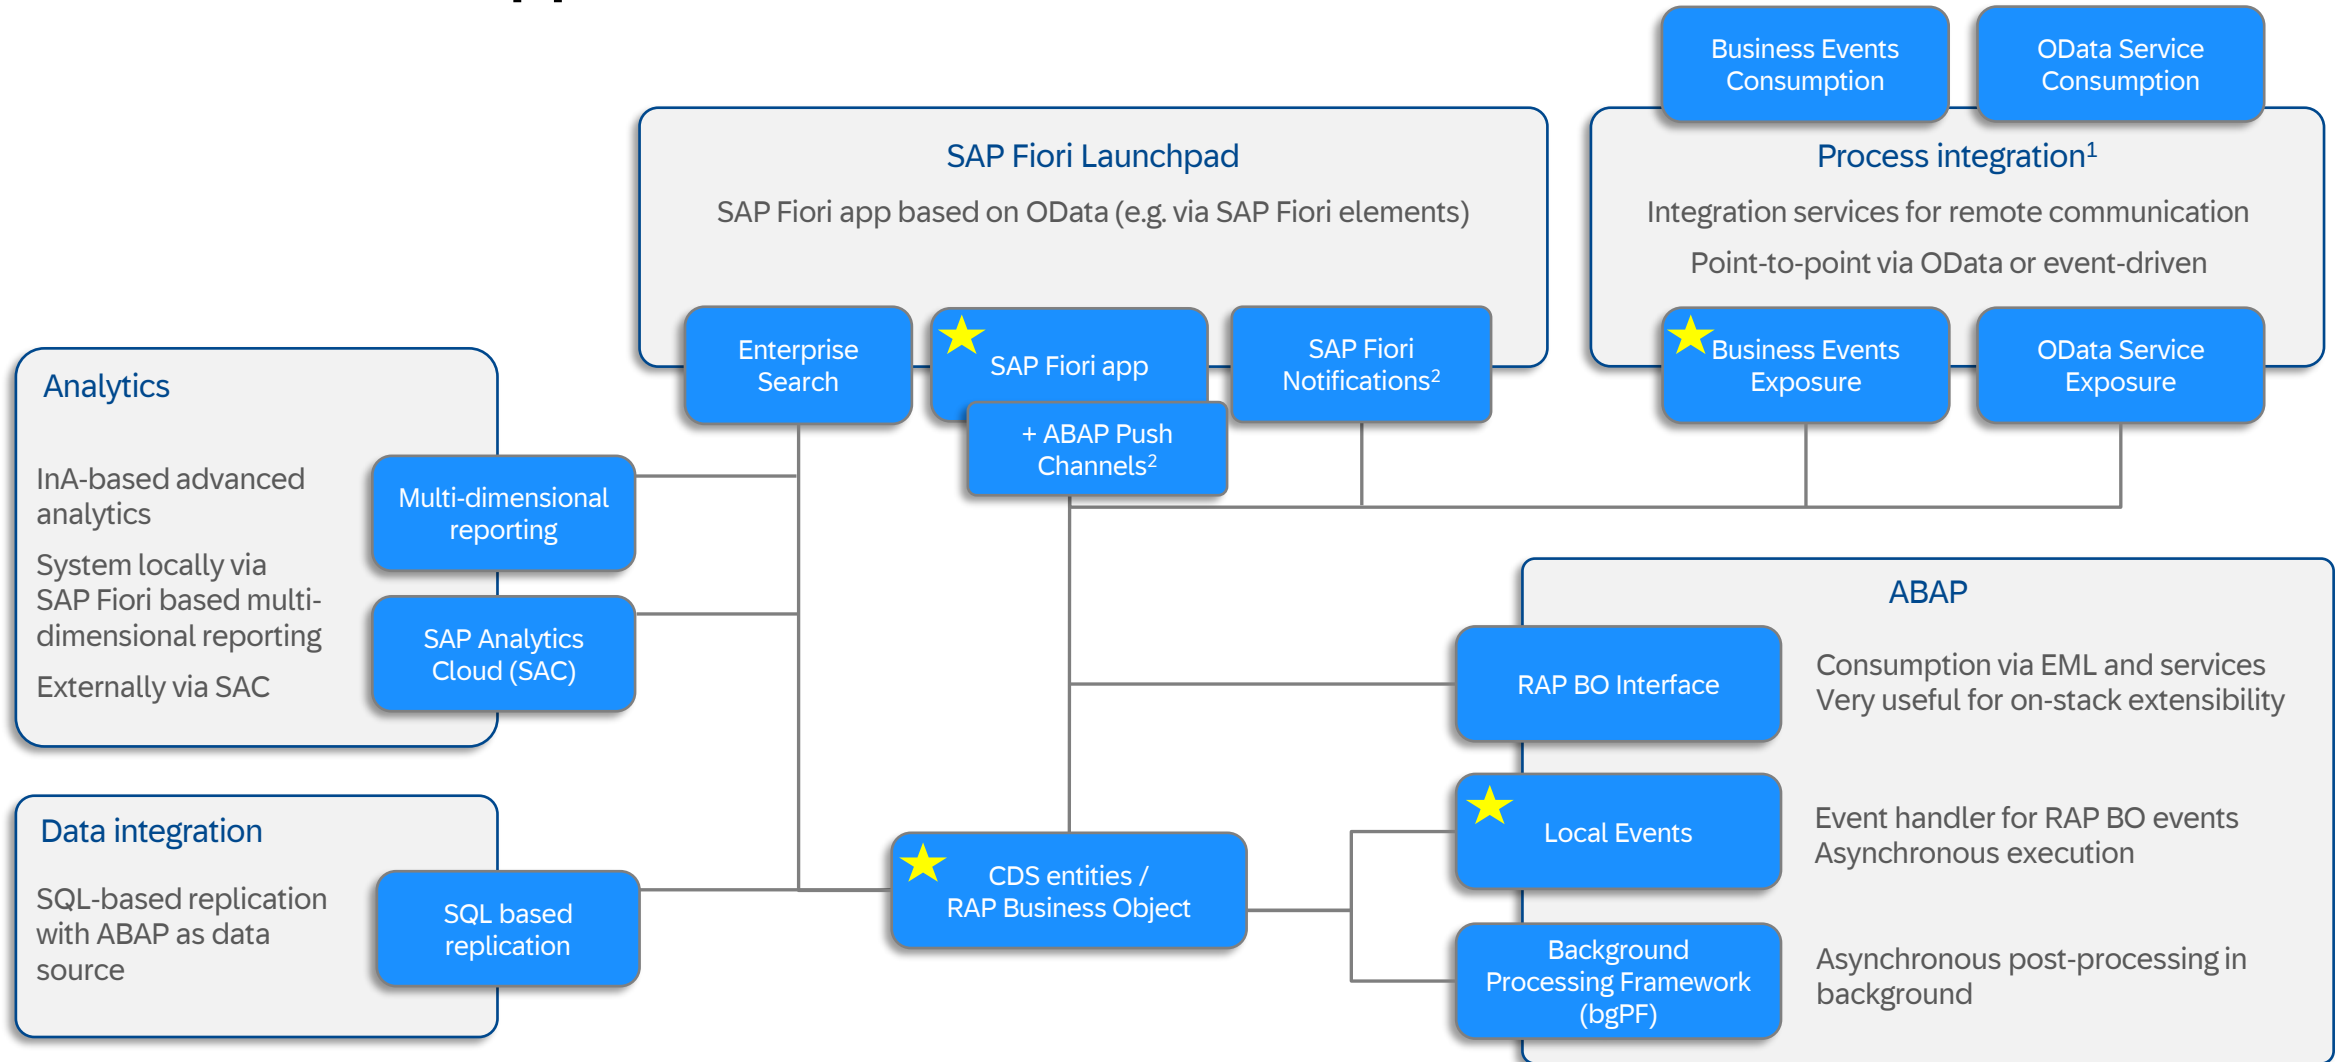 Business Events
Consumption
OData Service
Consumption
SAP Fiori Launchpad
SAP Fiori app based on OData (e.g. via SAP Fiori elements)
Process integration¹
Integration services for remote communication
Point-to-point via OData or event-driven
Enterprise
Search
SAP Fiori app
+ ABAP Push
Channels²
SAP Fiori
Notifications²
Business Events
Exposure
OData Service
Exposure
Analytics
InA-based advanced
analytics
System locally via
SAP Fiori based multi-
dimensional reporting
Externally via SAC
Multi-dimensional
reporting
SAP Analytics
Cloud (SAC)
ABAP
RAP BO Interface
Consumption via EML and services
Very useful for on-stack extensibility
Local Events
Event handler for RAP BO events
Asynchronous execution
Background
Processing Framework
(bgPF)
Asynchronous post-processing in
background
Data integration
SQL-based replication
with ABAP as data
source
SQL based
replication
CDS entities /
RAP Business Object